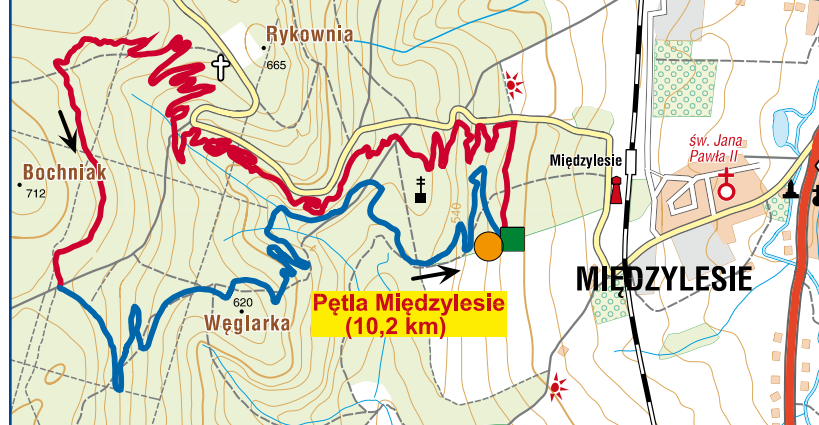 Rykownia
665
św. Jana
Pawła II
Międzylesie
Bochniak
712
540
MIĘDZYLESIE
Pętla Międzylesie
(10,2 km)
620
Węglarka